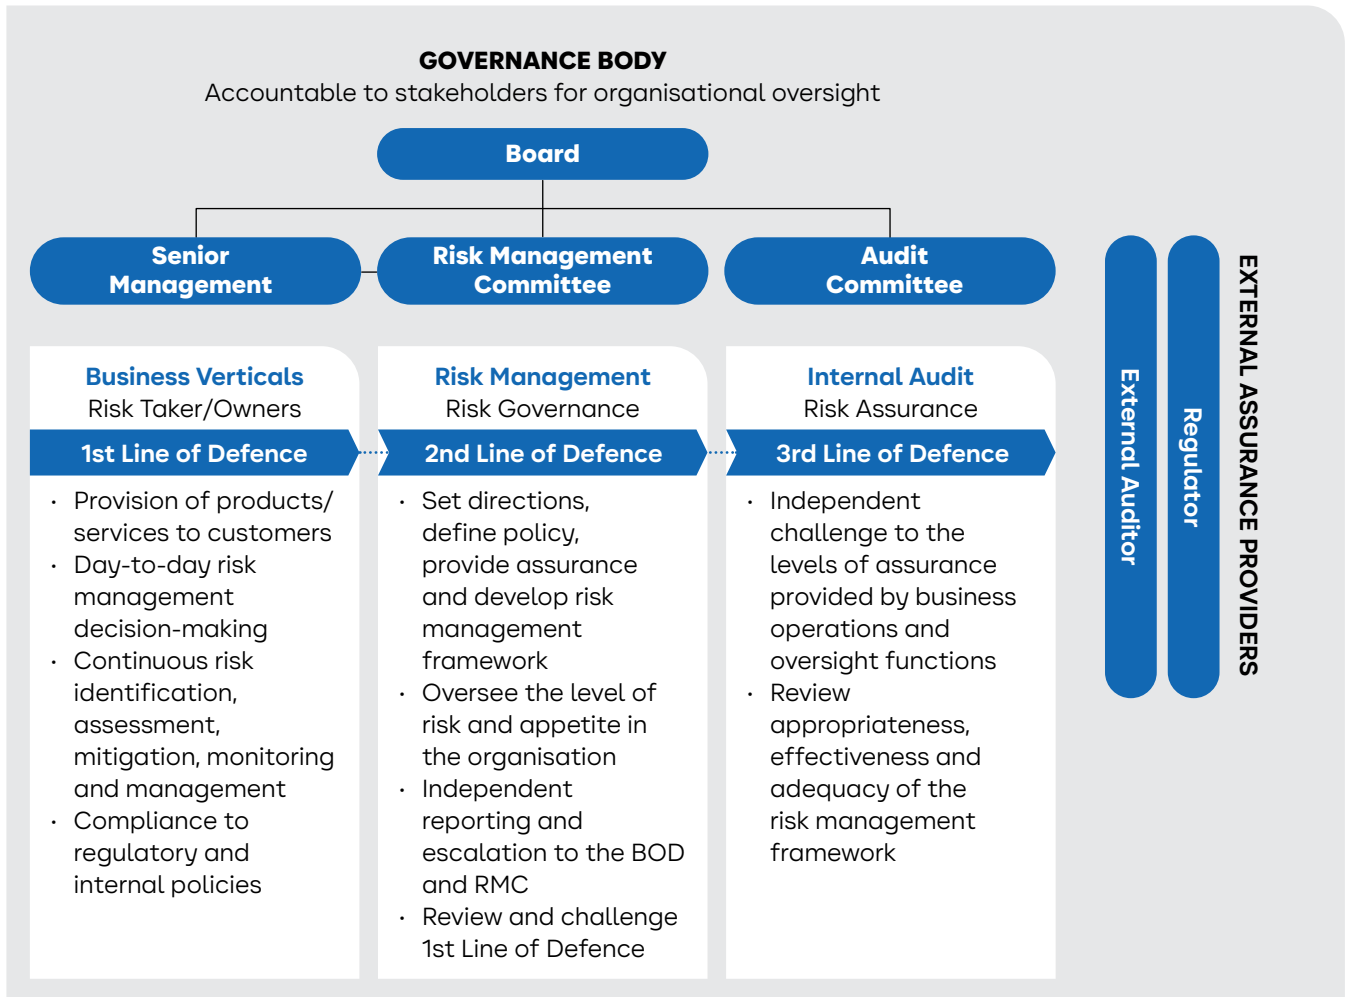 GOVERNANCE BODY
Accountable to stakeholders for organisational oversight
Board
Senior
Management
Risk Management
Committee
Audit
Committee
Business Verticals
Risk Taker/Owners
1st Line of Defence
· Provision of products/
services to customers
· Day-to-day risk
management
decision-making
· Continuous risk
identification,
assessment,
mitigation, monitoring
and management
· Compliance to
regulatory and
internal policies
Risk Management
Risk Governance
2nd Line of Defence
· Set directions,
define policy,
provide assurance
and develop risk
management
framework
· Oversee the level of
risk and appetite in
the organisation
· Independent
reporting and
escalation to the BOD
and RMC
· Review and challenge
1st Line of Defence
Internal Audit
Risk Assurance
3rd Line of Defence
· Independent
challenge to the
levels of assurance
provided by business
operations and
oversight functions
· Review
appropriateness,
effectiveness and
adequacy of the
risk management
framework
External Auditor
Regulator
EXTERNAL ASSURANCE PROVIDERS